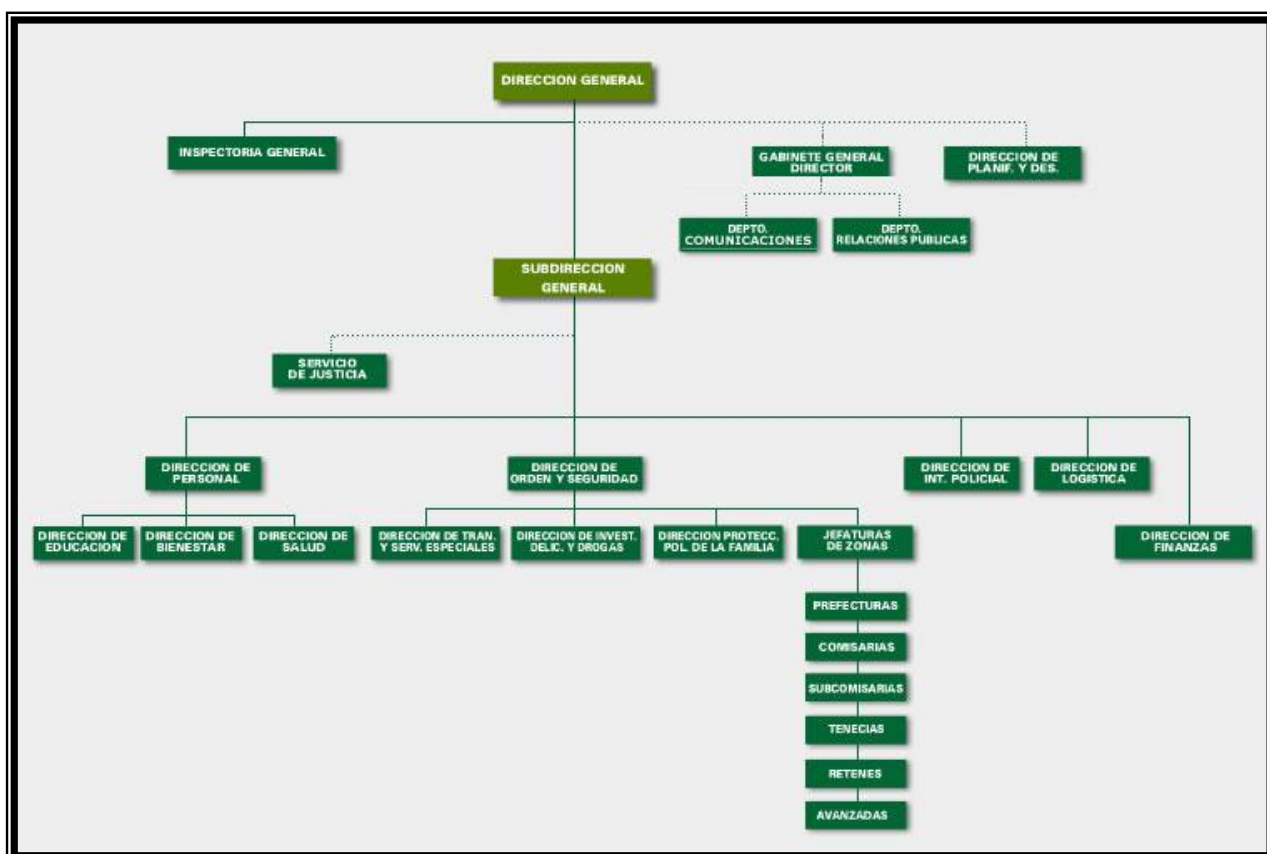 DIRECCION GENERAL
INSPECTORIA GENERAL
GABINETE GENERAL
DIRECTOR
DIRECCION DE
PLANIF. Y DES.
DEPTO.
COMUNICACIONES
DEPTO.
RELACIONES PUBLICAS
SUBDIRECCION
GENERAL
SERVICIO
DE JUSTICIA
DIRECCION DE
PERSONAL
DIRECCION DE
ORDEN Y SEGURIDAD
DIRECCION DE
INT. POLICIAL
DIRECCION DE
LOGISTICA
DIRECCION DE
EDUCACION
DIRECCION DE
BIENESTAR
DIRECCION DE
SALUD
DIRECCION DE TRAN.
Y SERV. ESPECIALES
DIRECCION DE INVEST.
DELIC. Y DROGAS
DIRECCION PROTECC.
POL. DE LA FAMILIA
JEFATURAS
DE ZONAS
DIRECCION DE
FINANZAS
PREFECTURAS
COMISARIAS
SUBCOMISARIAS
TENECIAS
RETENES
AVANZADAS